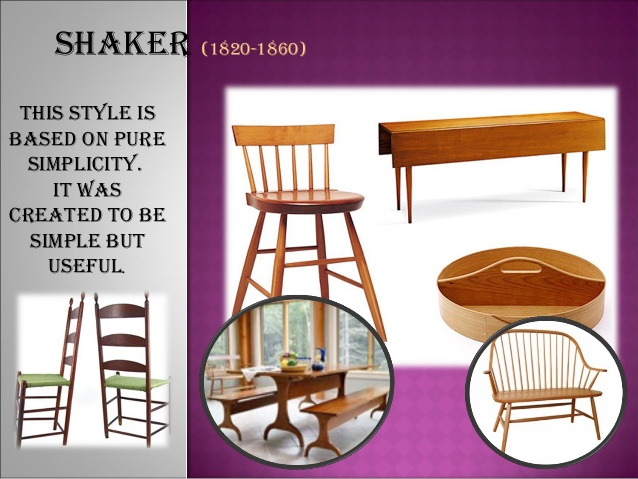 SHAKER (1820-1860)
THIS STYLE IS
BASED ON PURE
SIMPLICITY.
IT WAS
CREATED TO BE
SIMPLE BUT
USEFUL.